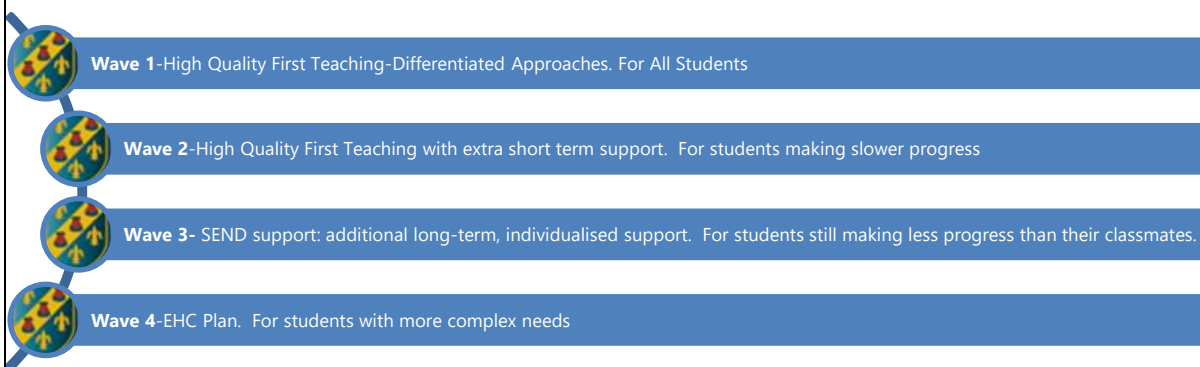 Wave 1-High Quality First Teaching-Differentiated Approaches. For All Students
Wave 2-High Quality First Teaching with extra short term support.  For students making slower progress
Wave 3- SEND support: additional long-term, individualised support.  For students still making less progress than their classmates.
Wave 4-EHC Plan.  For students with more complex needs